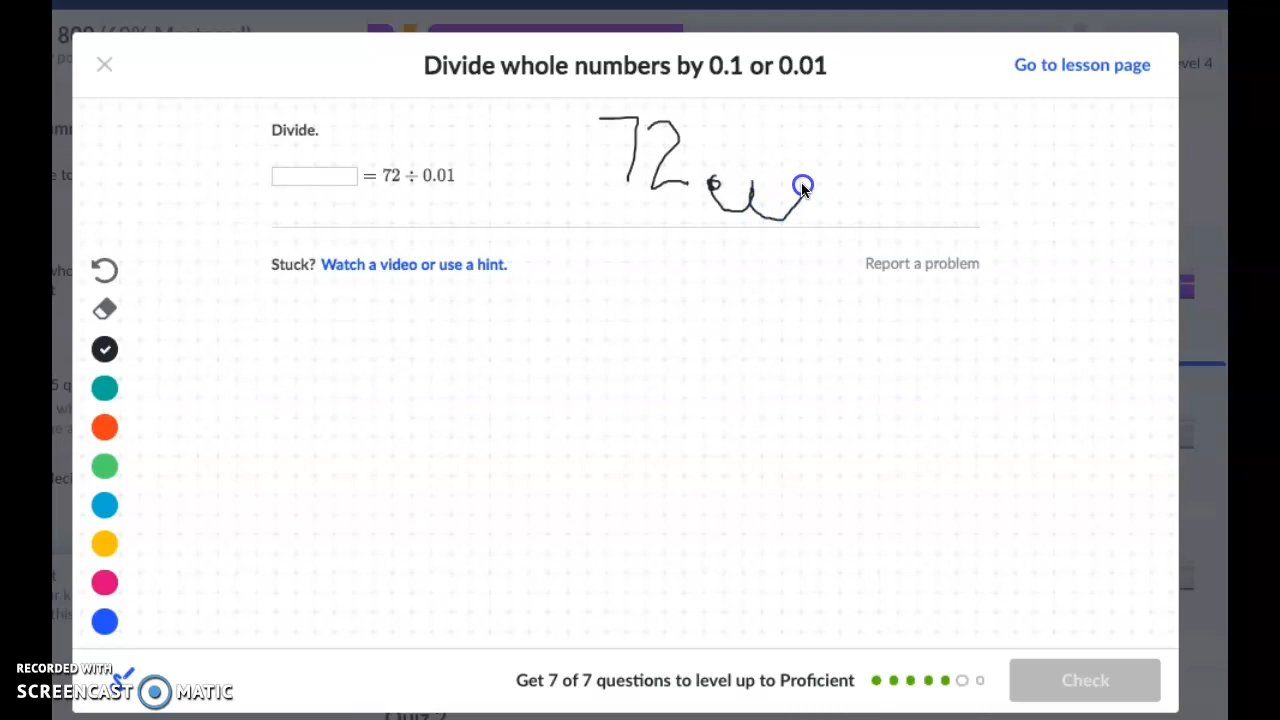 Divide whole numbers by 0.1 or 0.01
Go to lesson page
vel 4
Divide.
= 72 ÷ 0.01
72.
Stuck? Watch a video or use a hint.
Report a problem
Get 7 of 7 questions to level up to Proficient
Check
RECORDED WITH
SCREENCAST MATIC